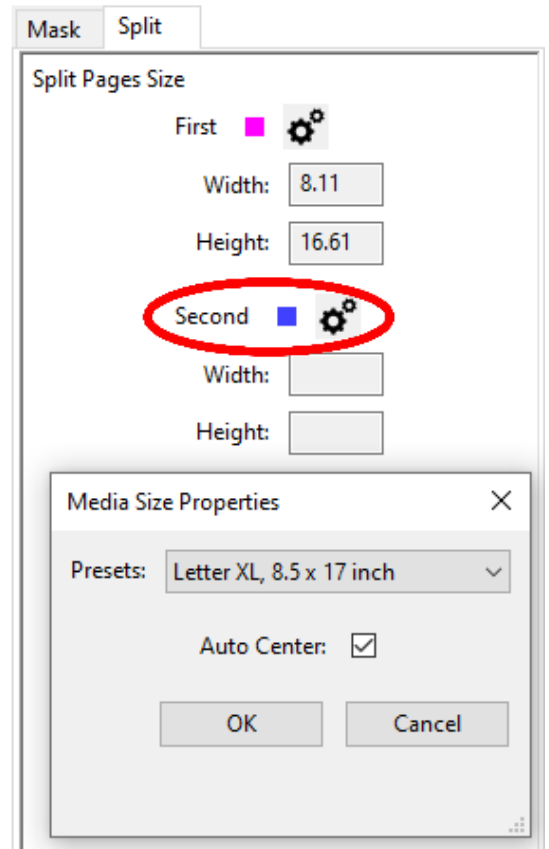 Mask Split
Split Pages Size
First
Width: 8.11
Height: 16.61
Second
Width:
Height:
Media Size Properties
Presets: Letter XL, 8.5 x 17 inch
Auto Center:
OK Cancel